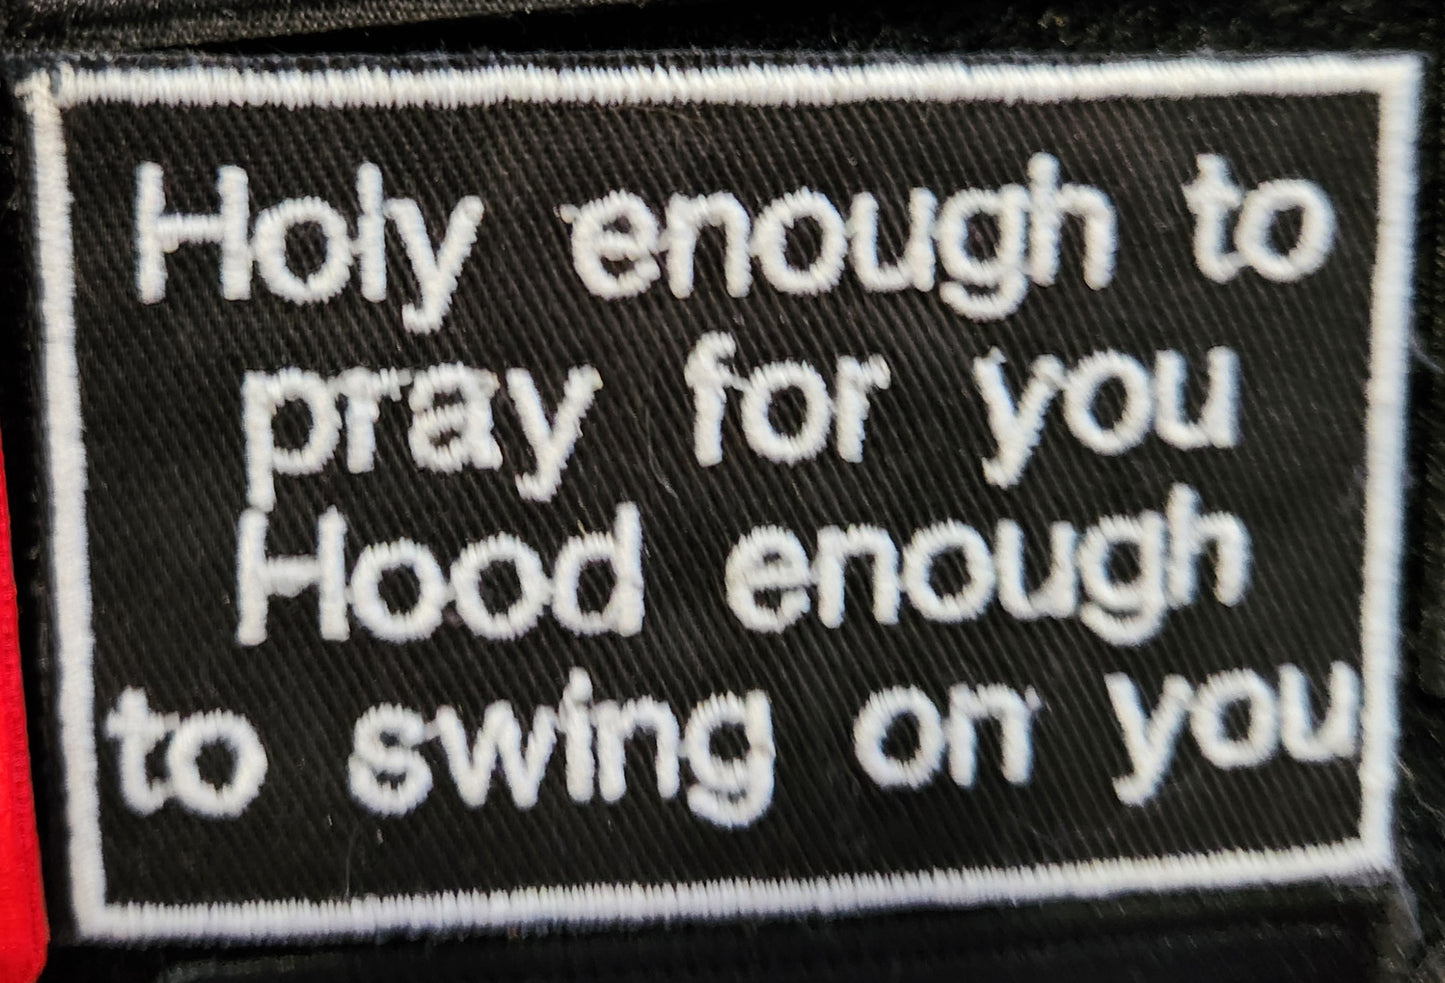 Holy enough to
pray for you
Hood enough
to swing on you